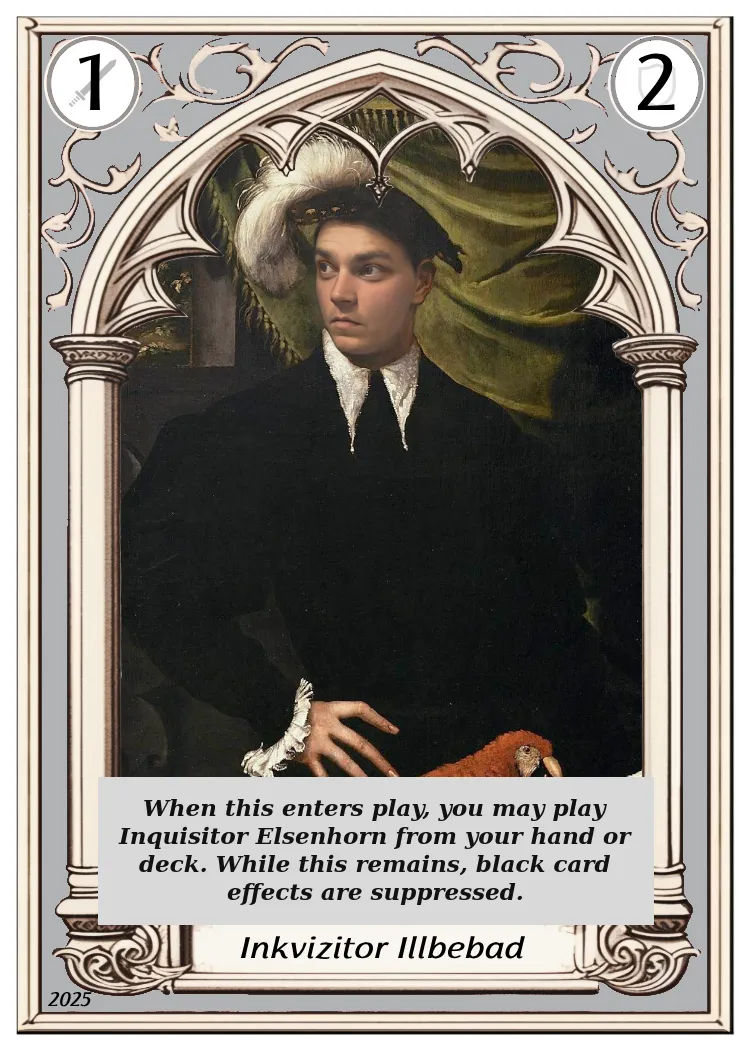 1
2
When this enters play, you may play
Inquisitor Elsenhorn from your hand or
deck. While this remains, black card
effects are suppressed.
Inkvizitor Illbebad
2025